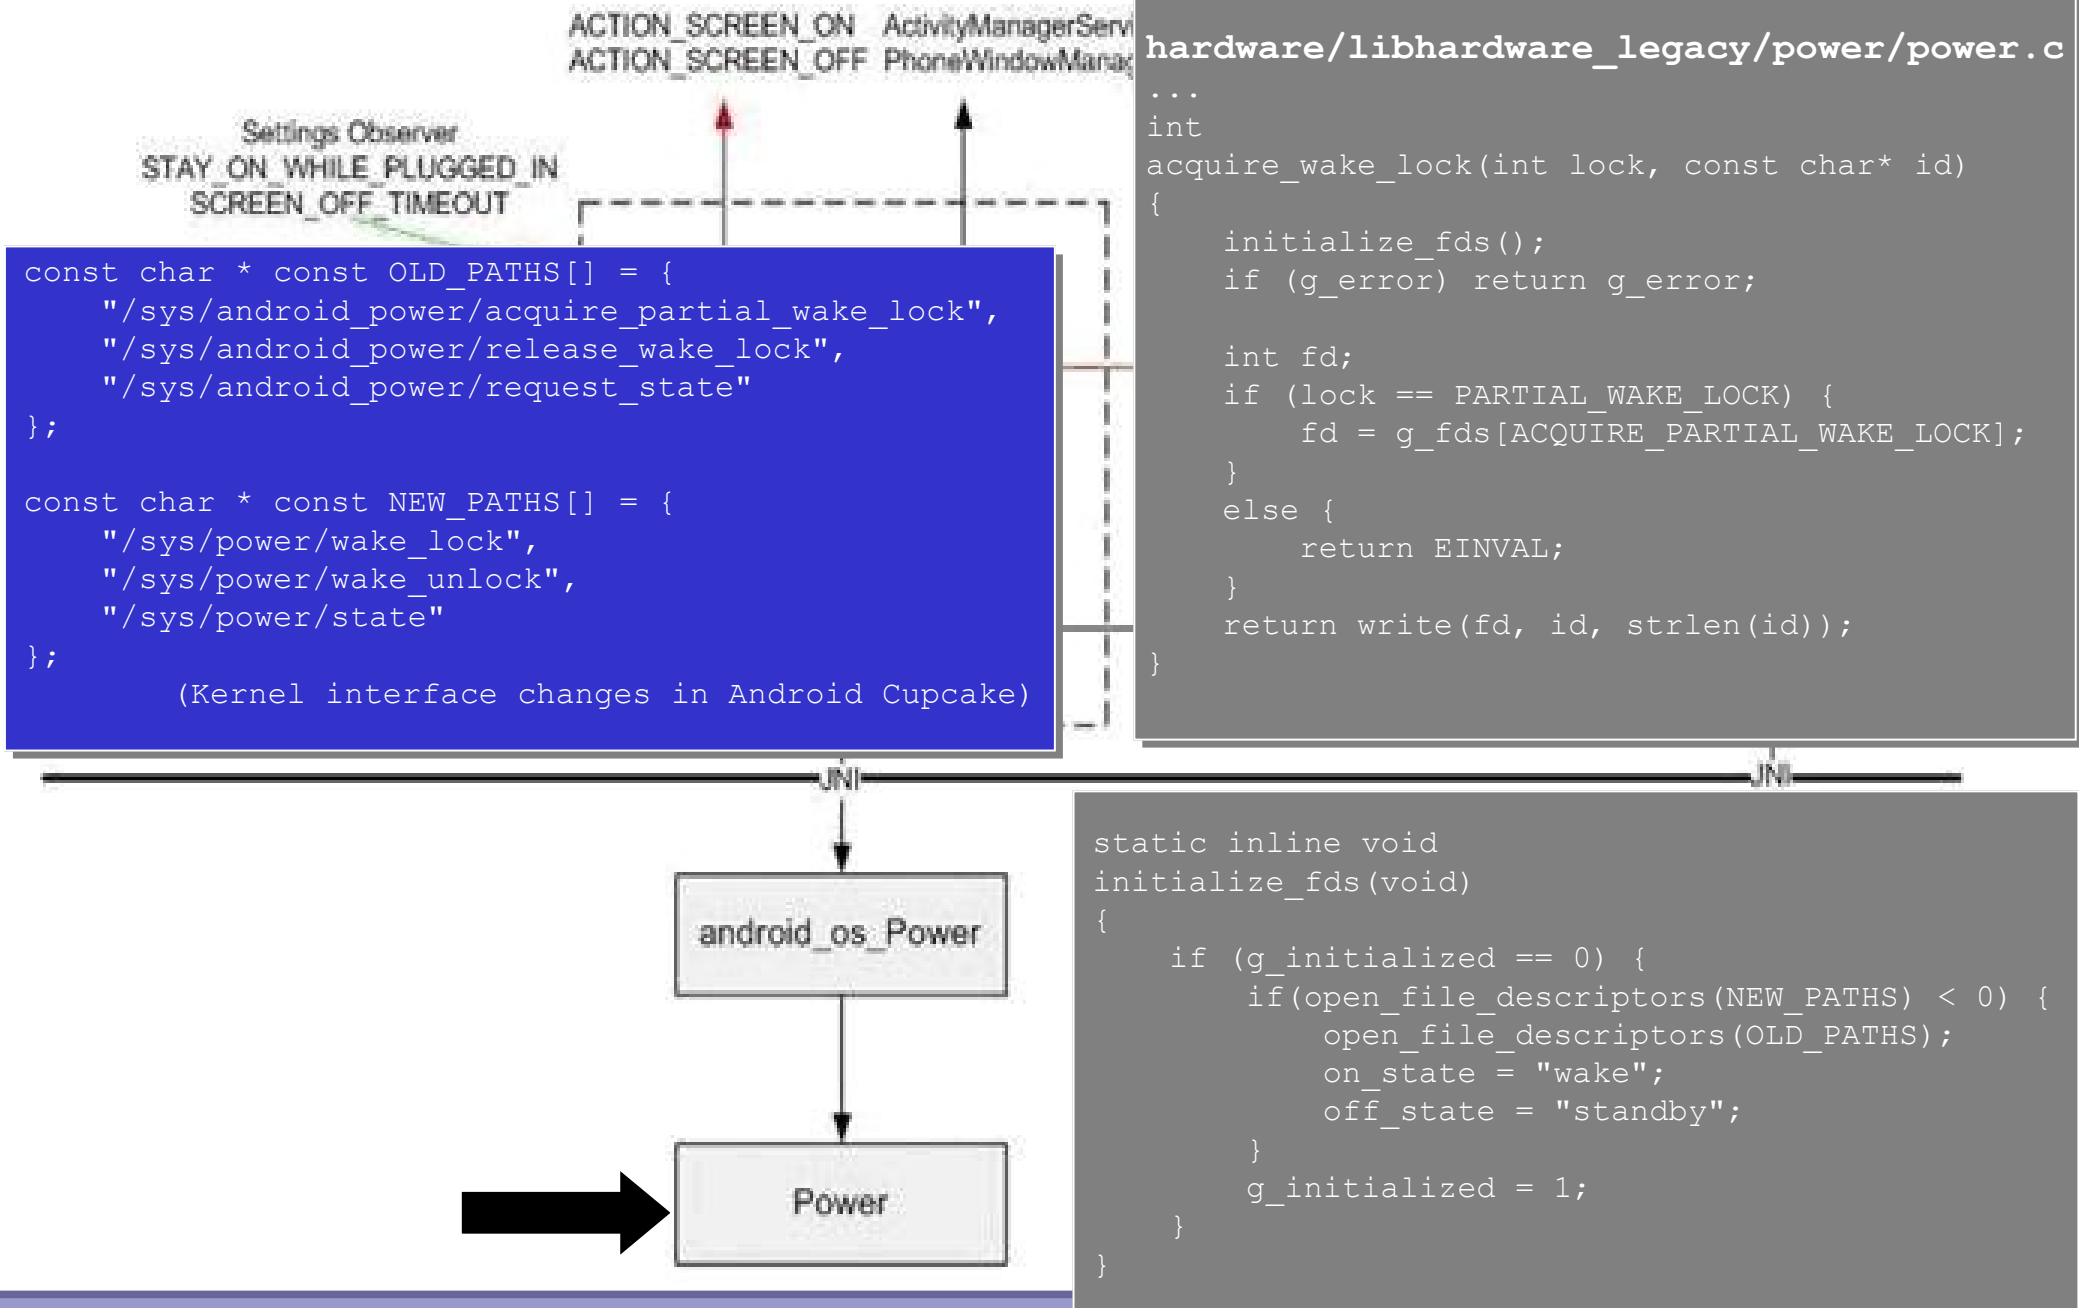 ACTION_SCREEN_ON
ACTION_SCREEN_OFF
Settings Observer
STAY_ON_WHILE_PLUGGED_IN
SCREEN_OFF_TIMEOUT
const char * const OLD_PATHS[] = {
    "/sys/android_power/acquire_partial_wake_lock",
    "/sys/android_power/release_wake_lock",
    "/sys/android_power/request_state"
};
const char * const NEW_PATHS[] = {
    "/sys/power/wake_lock",
    "/sys/power/wake_unlock",
    "/sys/power/state"
};
(Kernel interface changes in Android Cupcake)
hardware/libhardware_legacy/power/power.c
...
int
acquire_wake_lock(int lock, const char* id)
{
    initialize_fds();
    if (g_error) return g_error;
    int fd;
    if (lock == PARTIAL_WAKE_LOCK) {
        fd = g_fds[ACQUIRE_PARTIAL_WAKE_LOCK];
    }
    else {
        return EINVAL;
    }
    return write(fd, id, strlen(id));
}
JNI
JNI
android_os_Power
Power
static inline void
initialize_fds(void)
{
    if (g_initialized == 0) {
        if(open_file_descriptors(NEW_PATHS) < 0) {
            open_file_descriptors(OLD_PATHS);
            on_state = "wake";
            off_state = "standby";
        }
        g_initialized = 1;
    }
}